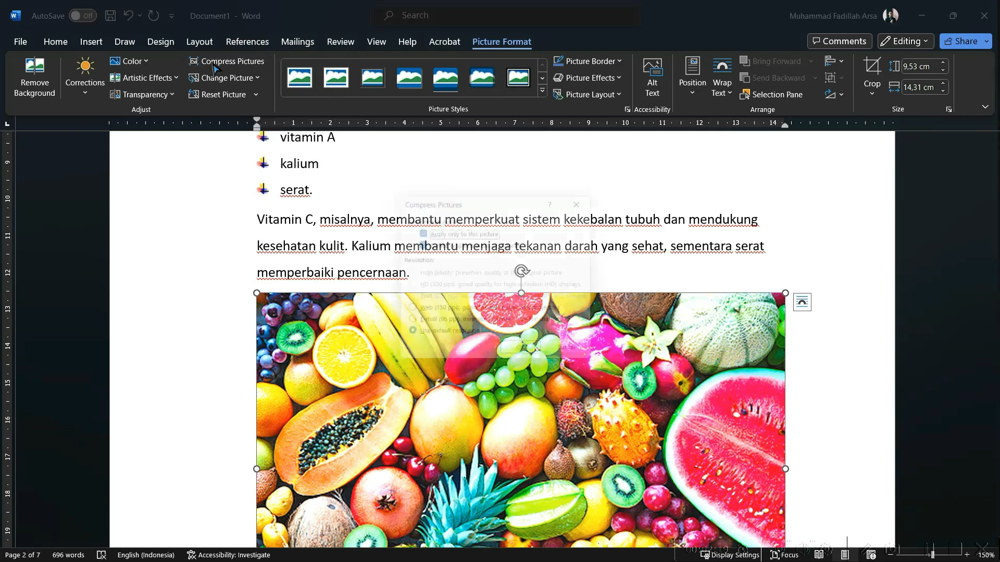 AutoSave Off Document1 - Word Search Muhammad Fadillah Arsa
File Home Insert Draw Design Layout References Mailings Review View Help Acrobat Picture Format Comments Editing Share
Remove Background
Corrections
Color
Artistic Effects
Transparency
Compress Pictures
Change Picture
Reset Picture
Adjust
Picture Styles
Picture Border
Picture Effects
Picture Layout
Alt Text
Accessibility
Position
Wrap Text
Bring Forward
Send Backward
Selection Pane
Arrange
Crop
9,53 cm
14,31 cm
Size
1 2 3 4 5 6 7 8 9 10 11 12 13 14
9
10
11
12
13
14
15
16
17
18
19
vitamin A
kalium
serat.
Vitamin C, misalnya, membantu memperkuat sistem kekebalan tubuh dan mendukung
kesehatan kulit. Kalium membantu menjaga tekanan darah yang sehat, sementara serat
memperbaiki pencernaan.
Compress Pictures ?
Apply only to this picture
Resolution:
High fidelity: preserves quality of the original picture
HD (330 ppi): good quality for high-definition (HD) displays
Web (150 ppi):
E-mail (96 ppi):
Use default resolution
Page 2 of 7 696 words English (Indonesia) Accessibility: Investigate Display Settings Focus 150%